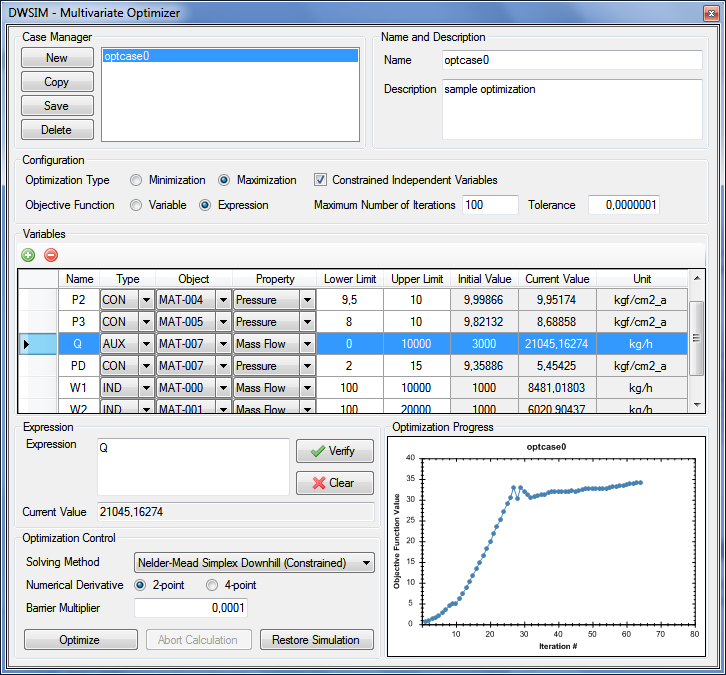 DWSIM - Multivariate Optimizer
Case Manager
New
Copy
Save
Delete
optcase0
Name and Description
Name optcase0
Description sample optimization
Configuration
Optimization Type Minimization Maximization Constrained Independent Variables
Objective Function Variable Expression Maximum Number of Iterations 100 Tolerance 0,0000001
Variables
Name Type Object Property Lower Limit Upper Limit Initial Value Current Value Unit
P2 CON MAT-004 Pressure 9,5 10 9,99866 9,95174 kgf/cm2_a
P3 CON MAT-005 Pressure 8 10 9,82132 8,68858 kgf/cm2_a
Q AUX MAT-007 Mass Flow 0 10000 3000 21045,16274 kg/h
PD CON MAT-007 Pressure 2 15 9,35886 5,45425 kgf/cm2_a
W1 IND MAT-000 Mass Flow 100 10000 1000 8481,01803 kg/h
W2 IND MAT-001 Mass Flow 100 20000 1000 6020,90437 kg/h
Expression
Expression Q
Verify
Clear
Current Value 21045,16274
Optimization Control
Solving Method Nelder-Mead Simplex Downhill (Constrained)
Numerical Derivative 2-point 4-point
Barrier Multiplier 0,0001
Optimize Abort Calculation Restore Simulation
Optimization Progress
optcase0
Objective Function Value
40
35
30
25
20
15
10
5
0
10 20 30 40 50 60 70 80
Iteration #